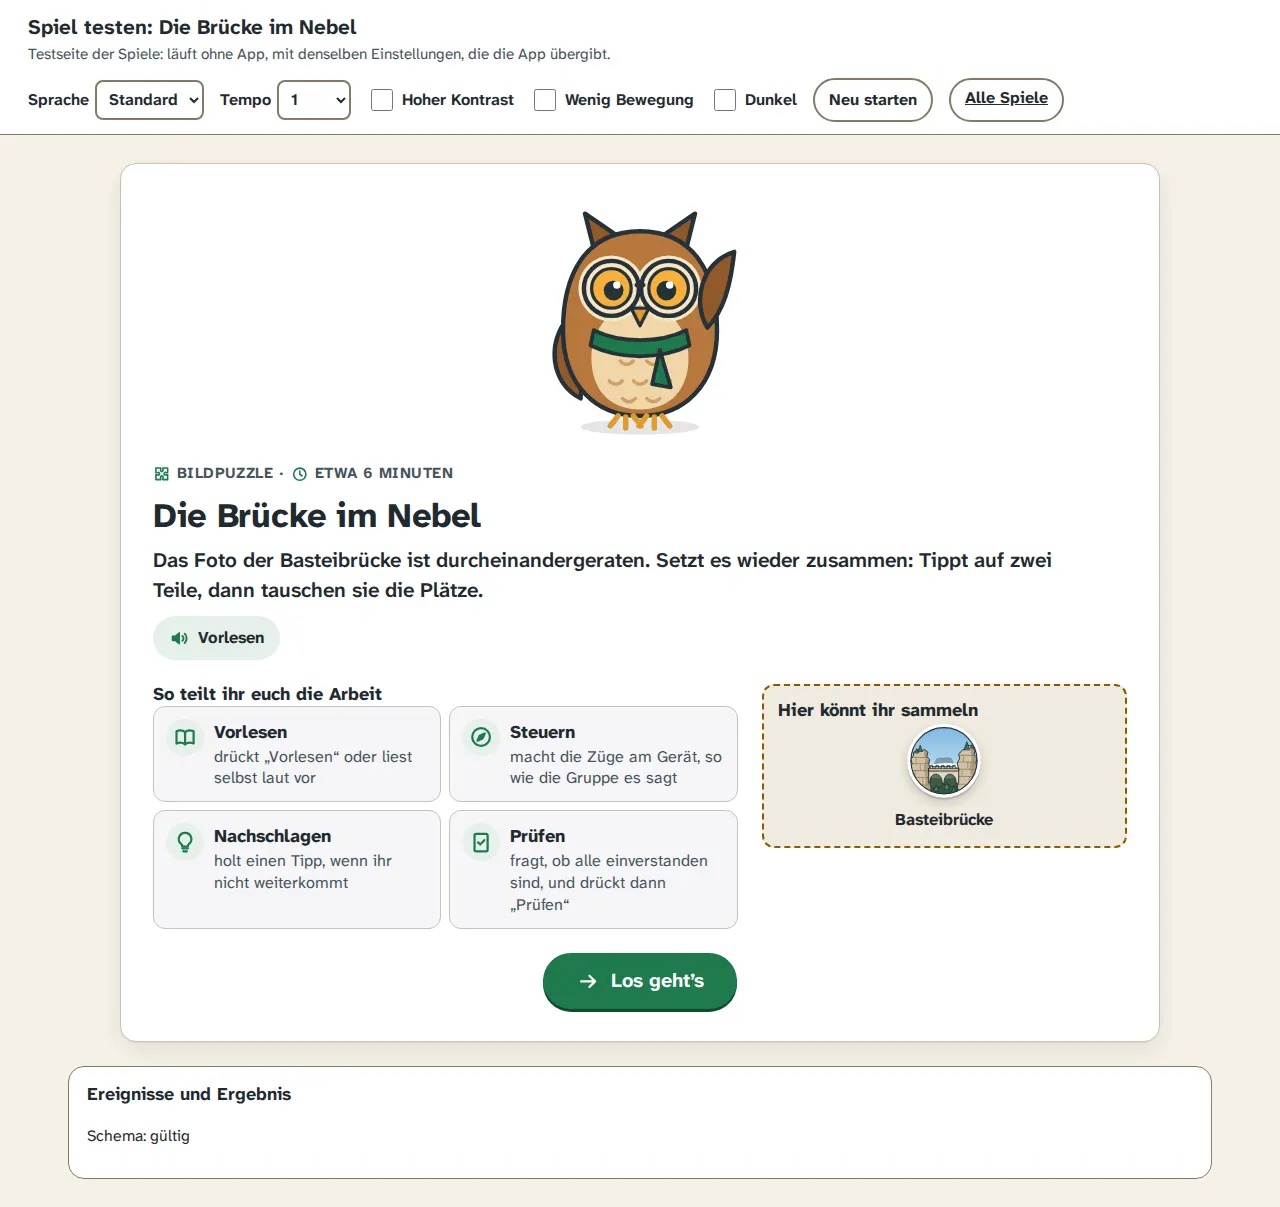 Spiel testen: Die Brücke im Nebel
Testseite der Spiele: läuft ohne App, mit denselben Einstellungen, die die App übergibt.
Sprache Standard Tempo 1 Hoher Kontrast Wenig Bewegung Dunkel Neu starten Alle Spiele
BILDPUZZLE · ETWA 6 MINUTEN
Die Brücke im Nebel
Das Foto der Basteibrücke ist durcheinandergeraten. Setzt es wieder zusammen: Tippt auf zwei
Teile, dann tauschen sie die Plätze.
Vorlesen
So teilt ihr euch die Arbeit
Vorlesen
drückt „Vorlesen“ oder liest
selbst laut vor
Steuern
macht die Züge am Gerät, so
wie die Gruppe es sagt
Nachschlagen
holt einen Tipp, wenn ihr
nicht weiterkommt
Prüfen
fragt, ob alle einverstanden
sind, und drückt dann
„Prüfen“
Hier könnt ihr sammeln
Basteibrücke
Los geht’s
Ereignisse und Ergebnis
Schema: gültig